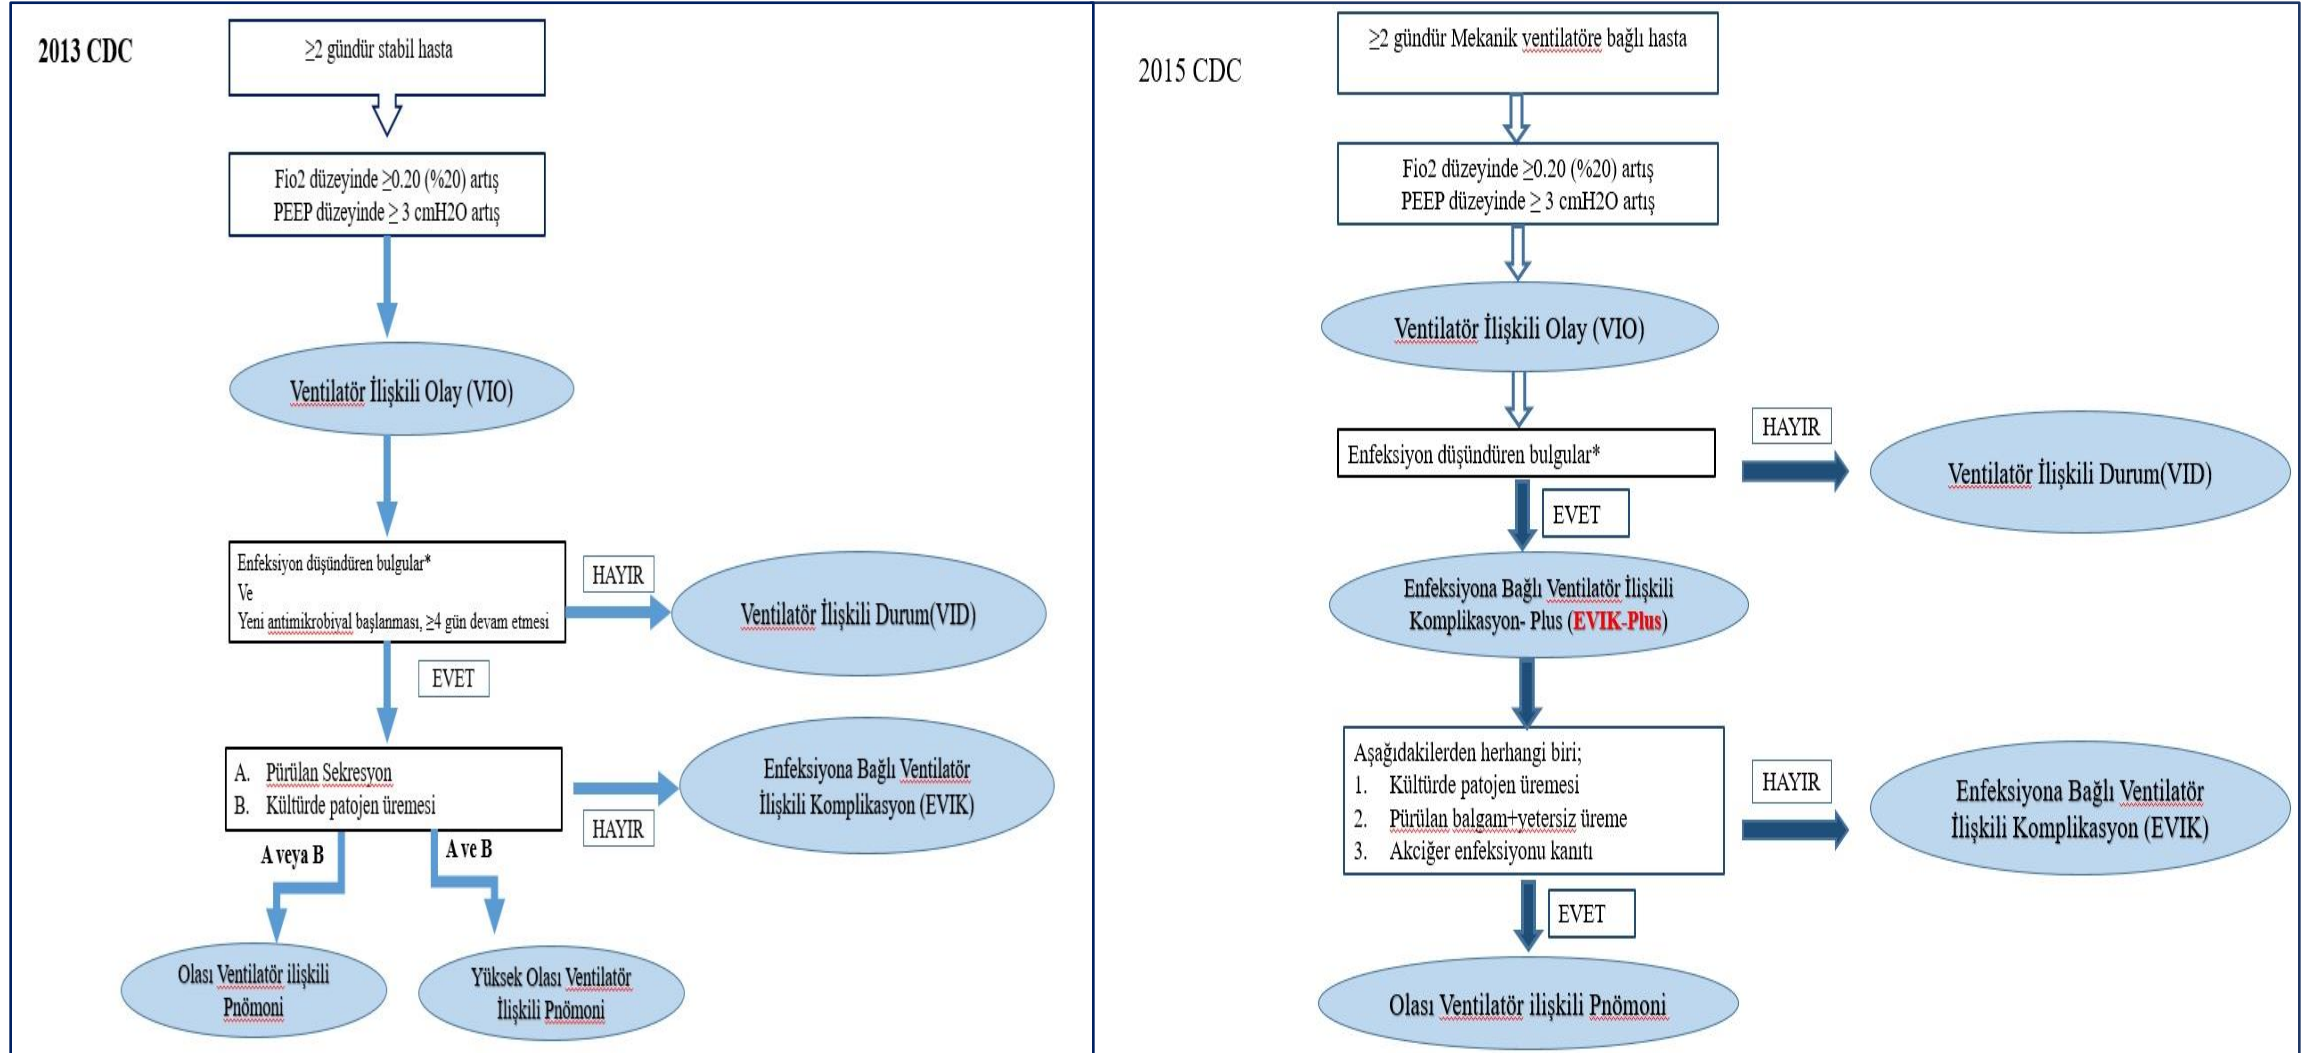 2013 CDC
≥2 gündür stabil hasta
Fio2 düzeyinde ≥0.20 (%20) artış
PEEP düzeyinde ≥ 3 cmH2O artış
Ventilatör İlişkili Olay (VIO)
Enfeksiyon düşündüren bulgular*
Ve
Yeni antimikrobiyal başlanması, ≥4 gün devam etmesi
HAYIR
Ventilatör İlişkili Durum(VID)
EVET
A. Pürülan Sekresyon
B. Kültürde patojen üremesi
HAYIR
Enfeksiyona Bağlı Ventilatör
İlişkili Komplikasyon (EVIK)
A veya B
A ve B
Olası Ventilatör ilişkili
Pnömoni
Yüksek Olası Ventilatör
İlişkili Pnömoni
2015 CDC
≥2 gündür Mekanik ventilatöre bağlı hasta
Fio2 düzeyinde ≥0.20 (%20) artış
PEEP düzeyinde ≥ 3 cmH2O artış
Ventilatör İlişkili Olay (VIO)
Enfeksiyon düşündüren bulgular*
HAYIR
Ventilatör İlişkili Durum(VID)
EVET
Enfeksiyona Bağlı Ventilatör İlişkili
Komplikasyon- Plus (EVIK-Plus)
Aşağıdakilerden herhangi biri;
1. Kültürde patojen üremesi
2. Pürülan balgam+yetersiz üreme
3. Akciğer enfeksiyonu kanıtı
HAYIR
Enfeksiyona Bağlı Ventilatör
İlişkili Komplikasyon (EVIK)
EVET
Olası Ventilatör ilişkili Pnömoni